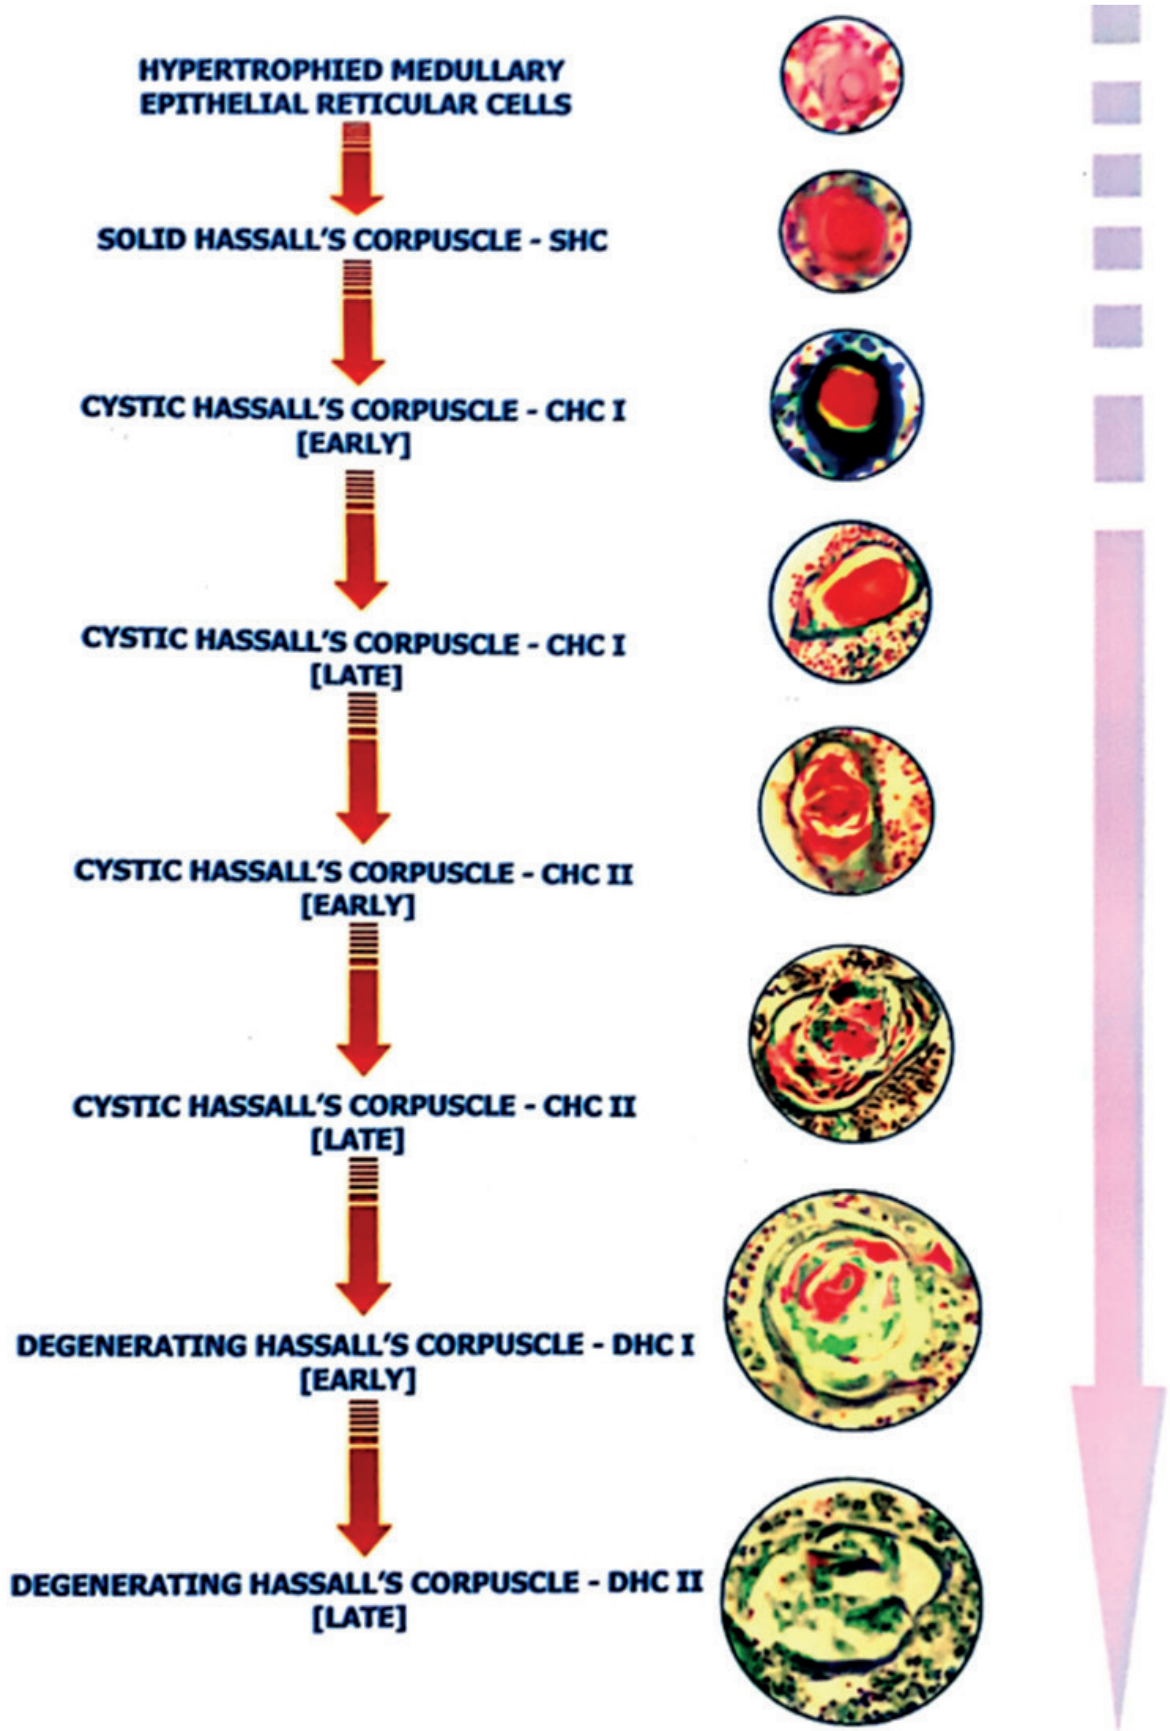 HYPERTROPHIED MEDULLARY
EPITHELIAL RETICULAR CELLS
SOLID HASSALL'S CORPUSCLE - SHC
CYSTIC HASSALL'S CORPUSCLE - CHC I
[EARLY]
CYSTIC HASSALL'S CORPUSCLE - CHC I
[LATE]
CYSTIC HASSALL'S CORPUSCLE - CHC II
[EARLY]
CYSTIC HASSALL'S CORPUSCLE - CHC II
[LATE]
DEGENERATING HASSALL'S CORPUSCLE - DHC I
[EARLY]
DEGENERATING HASSALL'S CORPUSCLE - DHC II
[LATE]